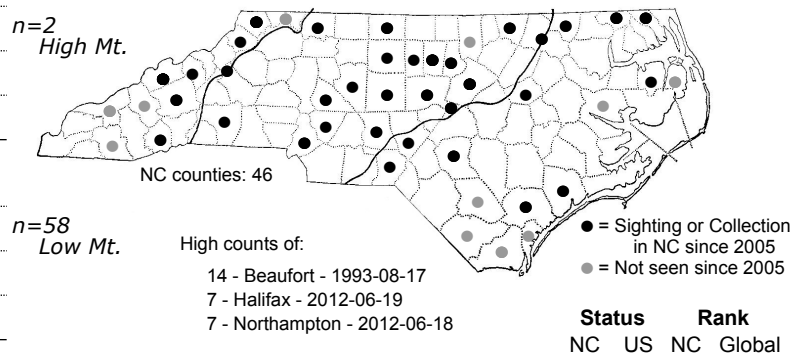 n=2
High Mt.
NC counties: 46
n=58
Low Mt.
High counts of:
14 - Beaufort - 1993-08-17
7 - Halifax - 2012-06-19
7 - Northampton - 2012-06-18
= Sighting or Collection
in NC since 2005
= Not seen since 2005
Status Rank
NC US NC Global